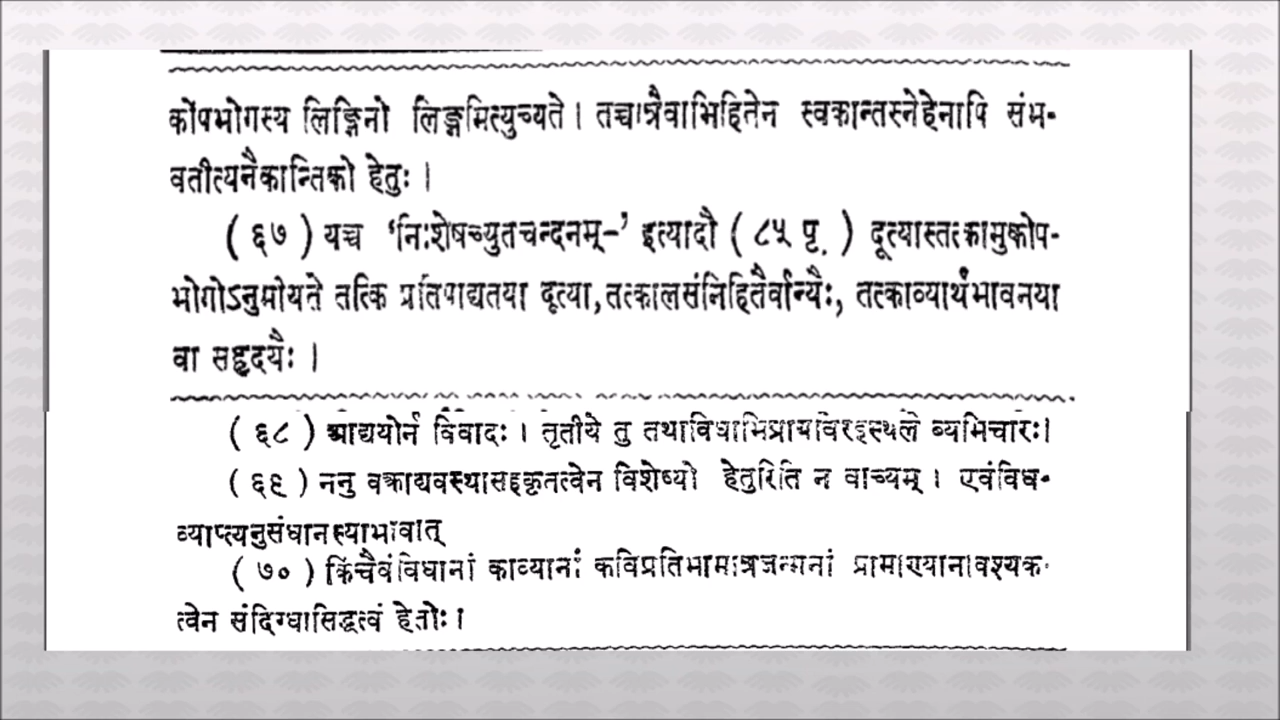 कोपभोगस्य लिङ्गिनो लिङ्गमित्युच्यते । तच्चात्रैवाभिहितेन स्वकान्तस्नेहेनापि संभ-
वतीत्यनैकान्तिको हेतुः ।
( ६७ ) यच्च ‘निःशेषच्युतचन्दनम्–’ इत्यादौ ( ८५ पृ. ) दूत्यास्तत्कामुकोप-
भोगोऽनुमीयते तत्किं प्रतिपाद्यतया दूत्या, तत्कालसंनिहितैर्वान्यैः, तत्काव्यार्थभावनया
वा सहृदयैः ।
( ६८ ) आद्ययोर्न विवादः । तृतीये तु तथाविधाभिप्रायविरहस्थले व्यभिचारः।
( ६९ ) ननु वक्त्राद्यवस्थासहकृतत्वेन विशेष्यो हेतुरिति न वाच्यम् । एवंविध-
व्याप्त्यनुसंधानस्याभावात्
( ७० ) किंचैवंविधानां काव्यानां कविप्रतिभामात्रजन्मनां प्रामाण्यानावश्यक-
त्वेन संदिग्धासिद्धत्वं हेतोः ।